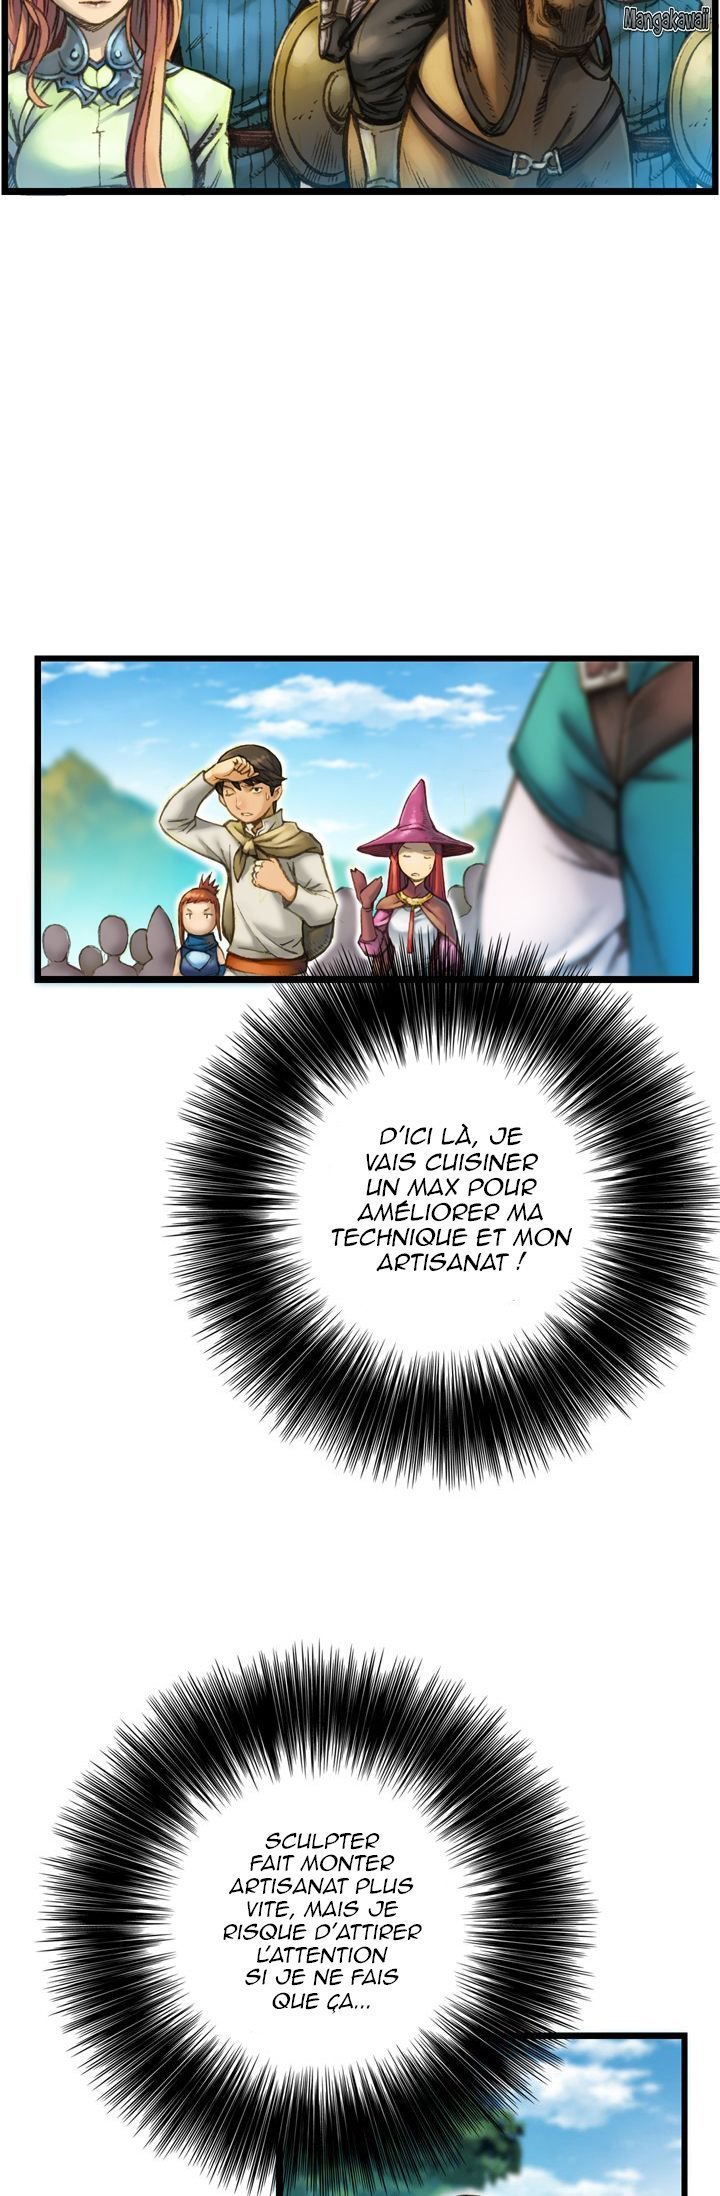 Mangakawaii
D'ICI LÀ, JE
VAIS CUISINER
UN MAX POUR
AMÉLIORER MA
TECHNIQUE ET MON
ARTISANAT !
SCULPTER
FAIT MONTER
ARTISANAT PLUS
VITE, MAIS JE
RISQUE D'ATTIRER
L'ATTENTION
SI JE NE FAIS
QUE ÇA...